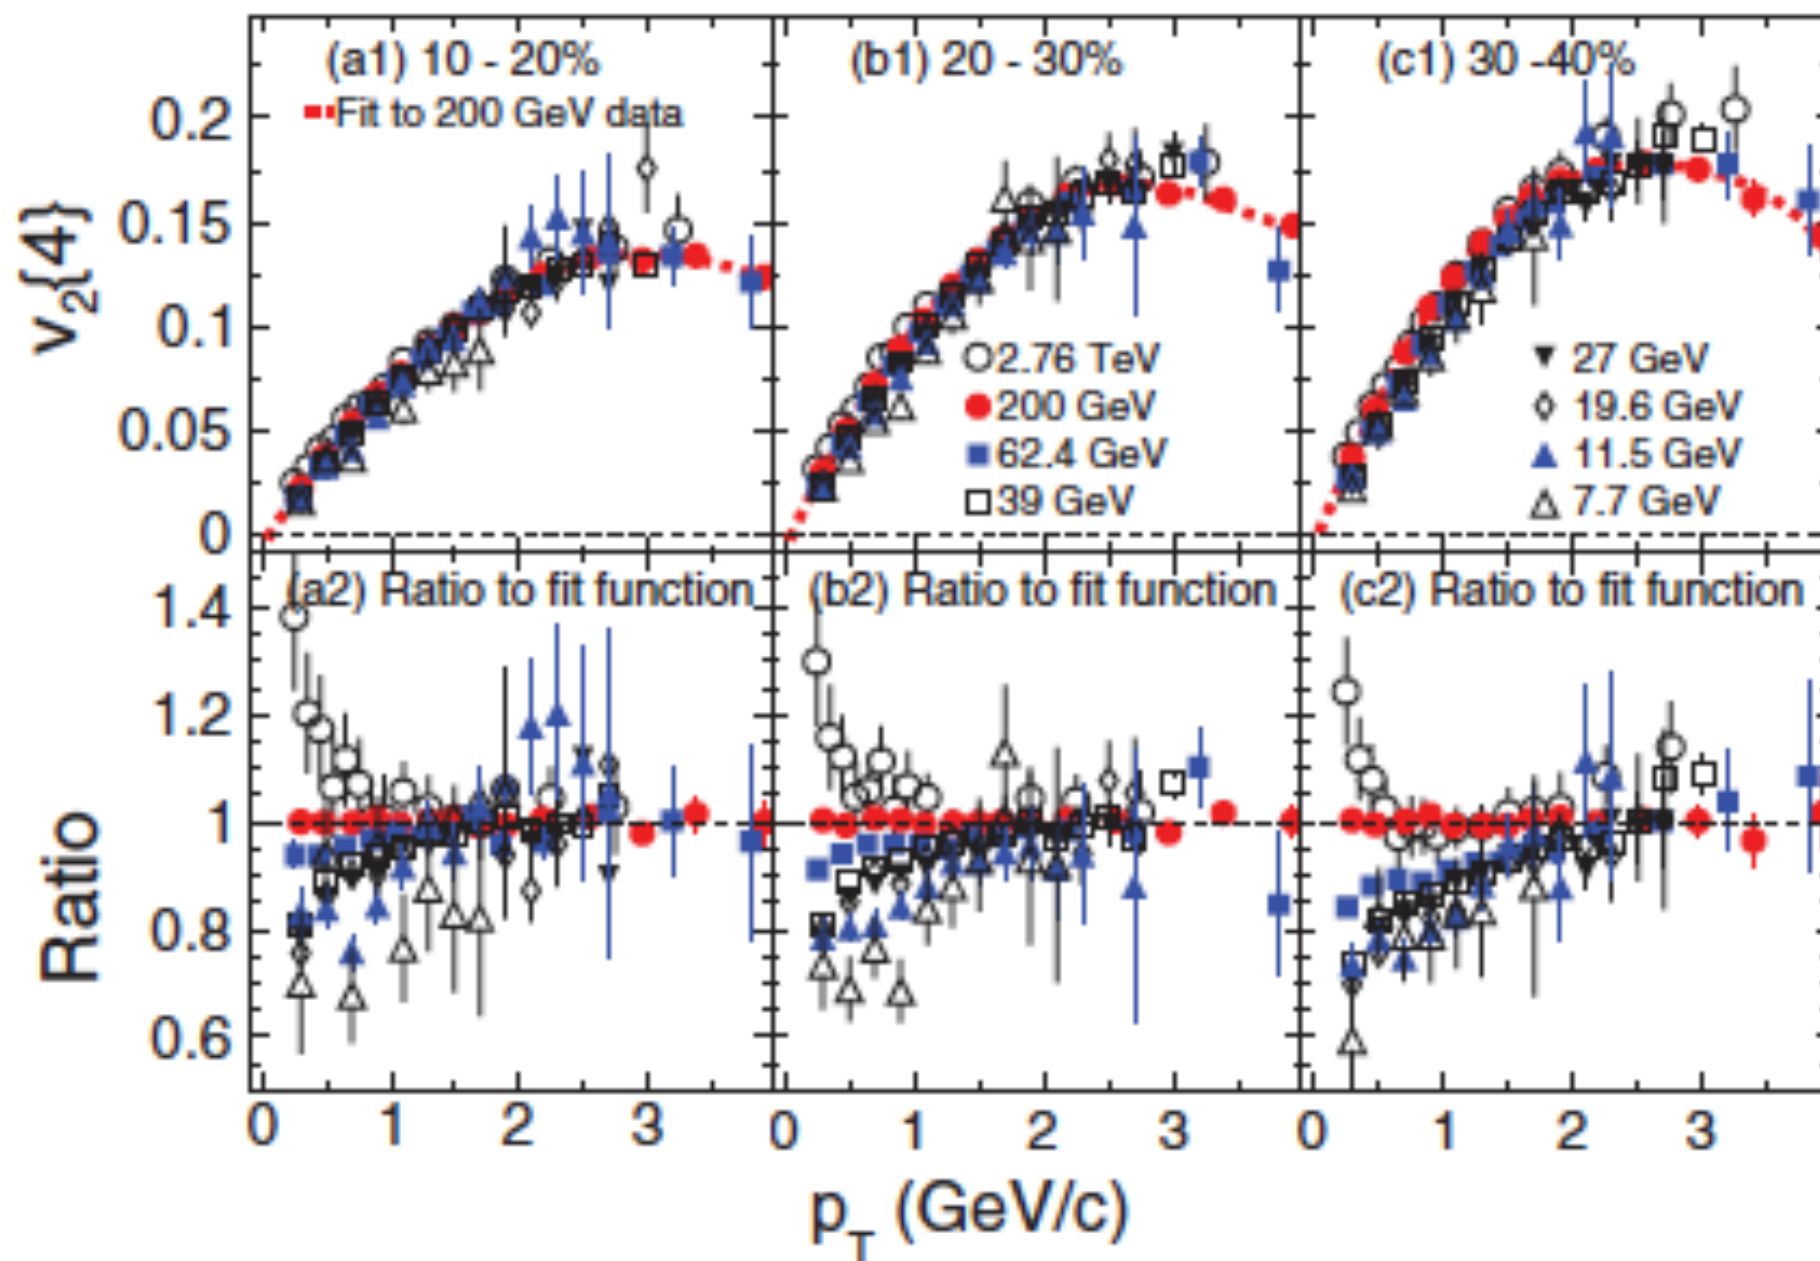 (a1) 10 - 20%
Fit to 200 GeV data
(b1) 20 - 30%
(c1) 30 -40%
v2{4}
0.2
0.15
0.1
0.05
0
2.76 TeV
200 GeV
62.4 GeV
39 GeV
27 GeV
19.6 GeV
11.5 GeV
7.7 GeV
(a2) Ratio to fit function
(b2) Ratio to fit function
(c2) Ratio to fit function
Ratio
1.4
1.2
1
0.8
0.6
0 1 2 3
0 1 2 3
0 1 2 3
pT (GeV/c)